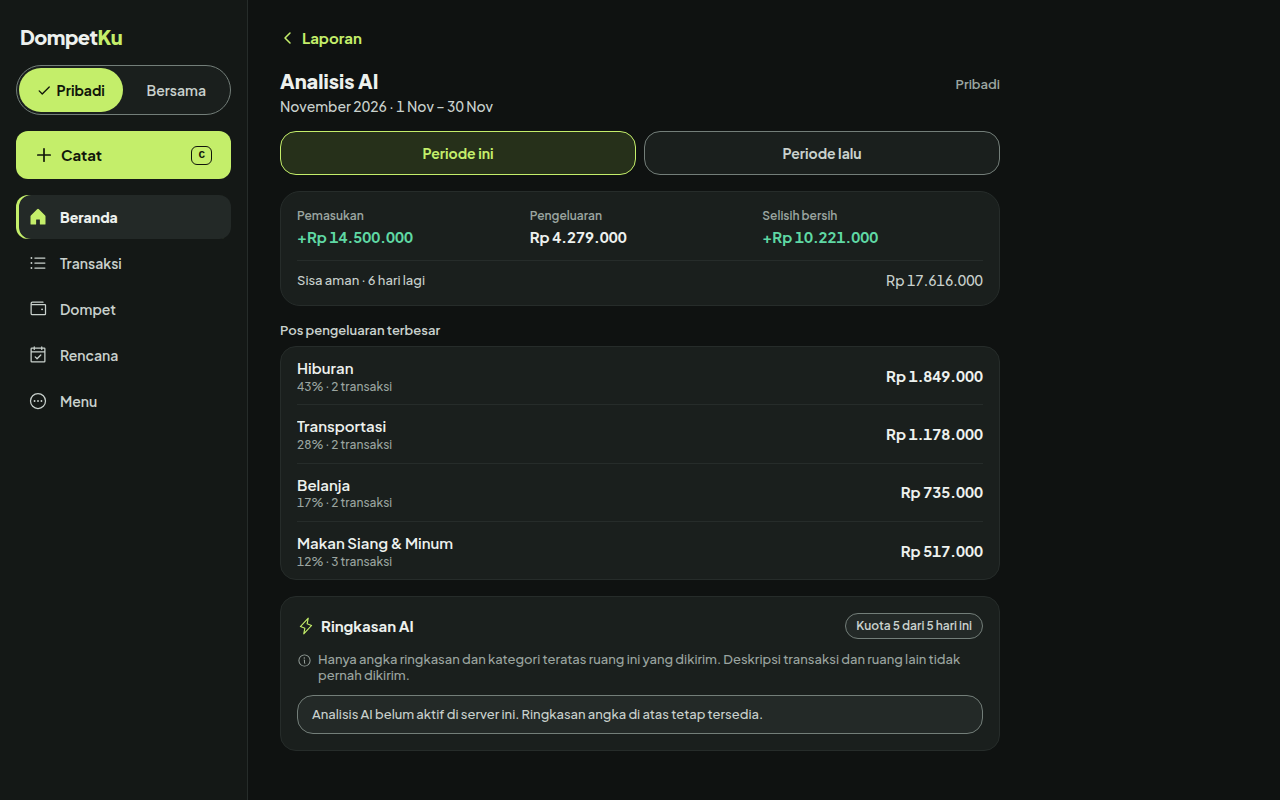 DompetKu
Pribadi
Bersama
Catat
c
Beranda
Transaksi
Dompet
Rencana
Menu
Laporan
Analisis AI
Pribadi
November 2026 · 1 Nov – 30 Nov
Periode ini
Periode lalu
Pemasukan
Pengeluaran
Selisih bersih
+Rp 14.500.000
Rp 4.279.000
+Rp 10.221.000
Sisa aman · 6 hari lagi
Rp 17.616.000
Pos pengeluaran terbesar
Hiburan
43% · 2 transaksi
Rp 1.849.000
Transportasi
28% · 2 transaksi
Rp 1.178.000
Belanja
17% · 2 transaksi
Rp 735.000
Makan Siang & Minum
12% · 3 transaksi
Rp 517.000
Ringkasan AI
Kuota 5 dari 5 hari ini
Hanya angka ringkasan dan kategori teratas ruang ini yang dikirim. Deskripsi transaksi dan ruang lain tidak
pernah dikirim.
Analisis AI belum aktif di server ini. Ringkasan angka di atas tetap tersedia.